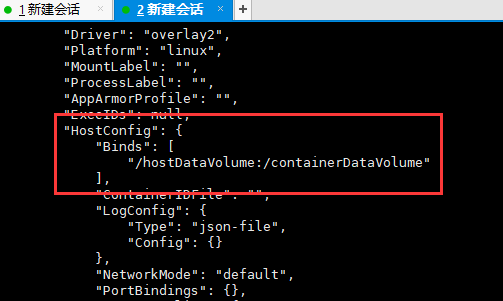 1 新建会话
2 新建会话
+
"Driver": "overlay2",
"Platform": "linux",
"MountLabel": "",
"ProcessLabel": "",
"AppArmorProfile": "",
"ExecIDs": null,
"HostConfig": {
"Binds": [
"/hostDataVolume:/containerDataVolume"
],
"ContainerIDFile": "",
"LogConfig": {
"Type": "json-file",
"Config": {}
},
"NetworkMode": "default",
"PortBindings": {},